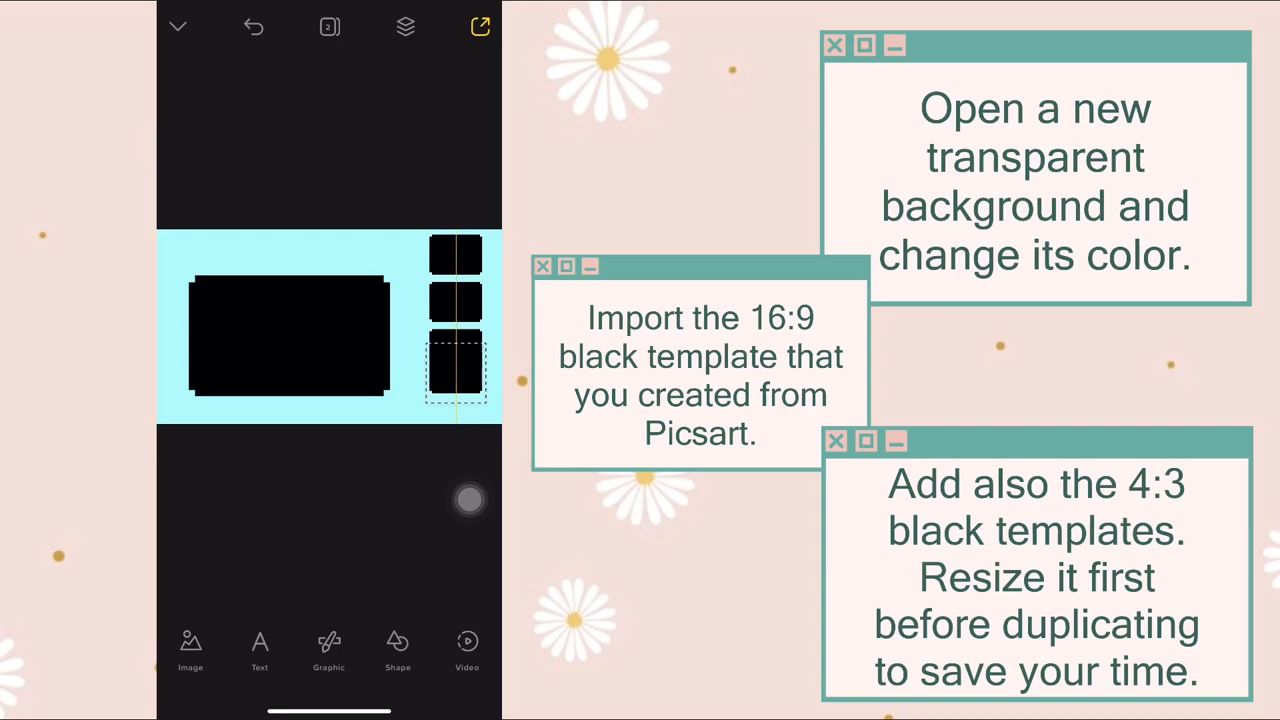 2
Image
Text
Graphic
Shape
Video
Open a new
transparent
background and
change its color.
Import the 16:9
black template that
you created from
Picsart.
Add also the 4:3
black templates.
Resize it first
before duplicating
to save your time.